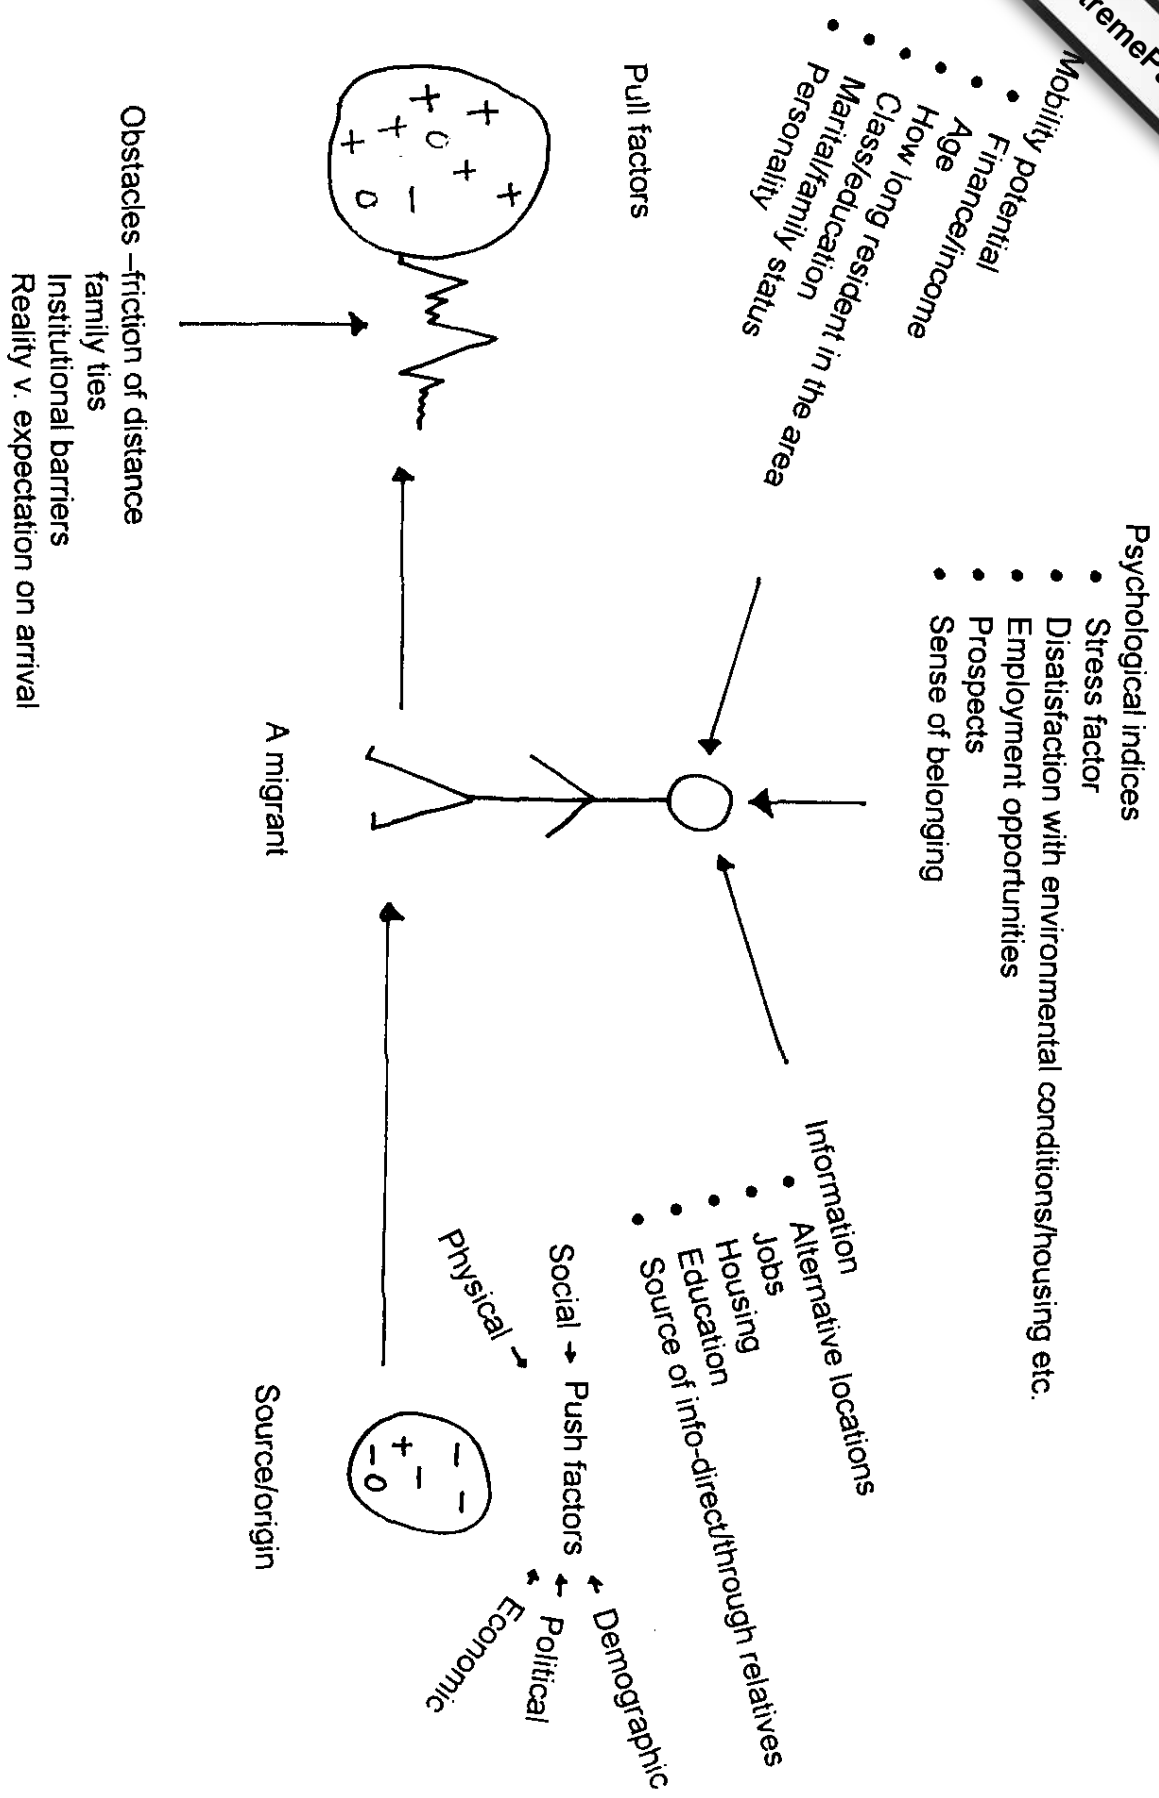 tremeP
Mobility potential
• Finance/income
• Age
• How long resident in the area
• Class/education
• Marital/family status
• Personality
Psychological indices
• Stress factor
• Disatisfaction with environmental conditions/housing etc.
• Employment opportunities
• Prospects
• Sense of belonging
Information
• Alternative locations
• Jobs
• Housing
• Education
• Source of info-direct/through relatives
Pull factors
+ +
+ o +
+ +
o –
Obstacles –friction of distance
family ties
Institutional barriers
Reality v. expectation on arrival
A migrant
Social
Physical
Push factors
Demographic
Political
Economic
– –
+ –
– o
Source/origin